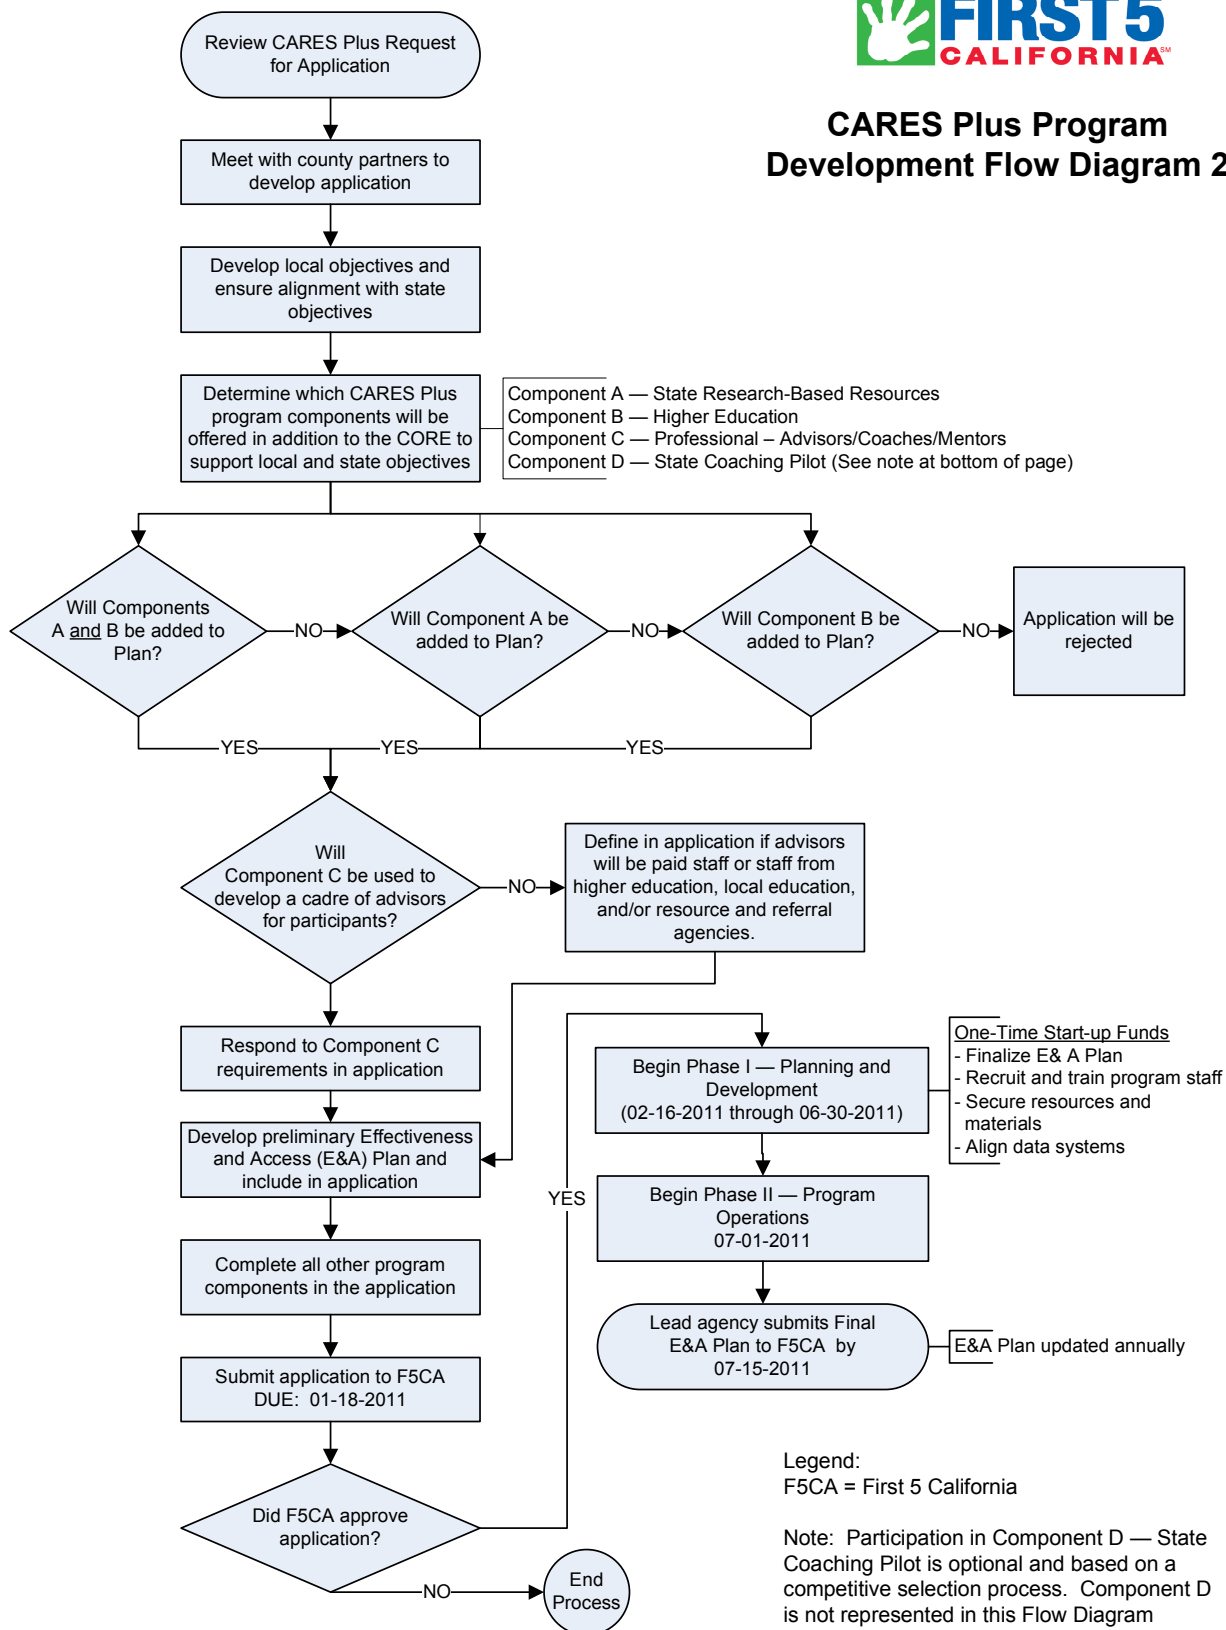 FIRST 5
CALIFORNIA℠
CARES Plus Program
Development Flow Diagram 2
Review CARES Plus Request
for Application
Meet with county partners to
develop application
Develop local objectives and
ensure alignment with state
objectives
Determine which CARES Plus
program components will be
offered in addition to the CORE to
support local and state objectives
Component A — State Research-Based Resources
Component B — Higher Education
Component C — Professional – Advisors/Coaches/Mentors
Component D — State Coaching Pilot (See note at bottom of page)
Will Components
A and B be added to
Plan?
NO
Will Component A be
added to Plan?
NO
Will Component B be
added to Plan?
NO
Application will be
rejected
YES
YES
YES
Will
Component C be used to
develop a cadre of advisors
for participants?
NO
Define in application if advisors
will be paid staff or staff from
higher education, local education,
and/or resource and referral
agencies.
Respond to Component C
requirements in application
Develop preliminary Effectiveness
and Access (E&A) Plan and
include in application
Complete all other program
components in the application
Submit application to F5CA
DUE: 01-18-2011
Did F5CA approve
application?
NO
End
Process
YES
Begin Phase I — Planning and
Development
(02-16-2011 through 06-30-2011)
One-Time Start-up Funds
- Finalize E& A Plan
- Recruit and train program staff
- Secure resources and
materials
- Align data systems
Begin Phase II — Program
Operations
07-01-2011
Lead agency submits Final
E&A Plan to F5CA by
07-15-2011
E&A Plan updated annually
Legend:
F5CA = First 5 California
Note: Participation in Component D — State
Coaching Pilot is optional and based on a
competitive selection process. Component D
is not represented in this Flow Diagram